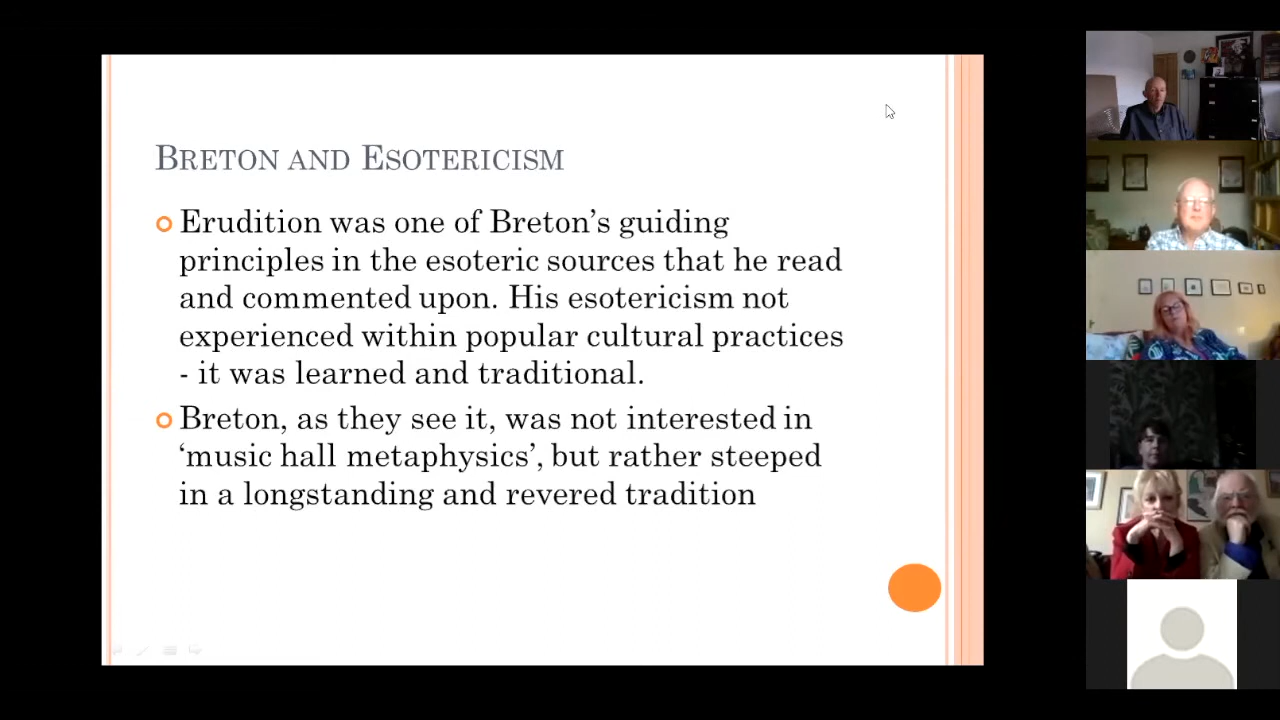 BRETON AND ESOTERICISM
Erudition was one of Breton’s guiding
principles in the esoteric sources that he read
and commented upon. His esotericism not
experienced within popular cultural practices
- it was learned and traditional.
Breton, as they see it, was not interested in
‘music hall metaphysics’, but rather steeped
in a longstanding and revered tradition